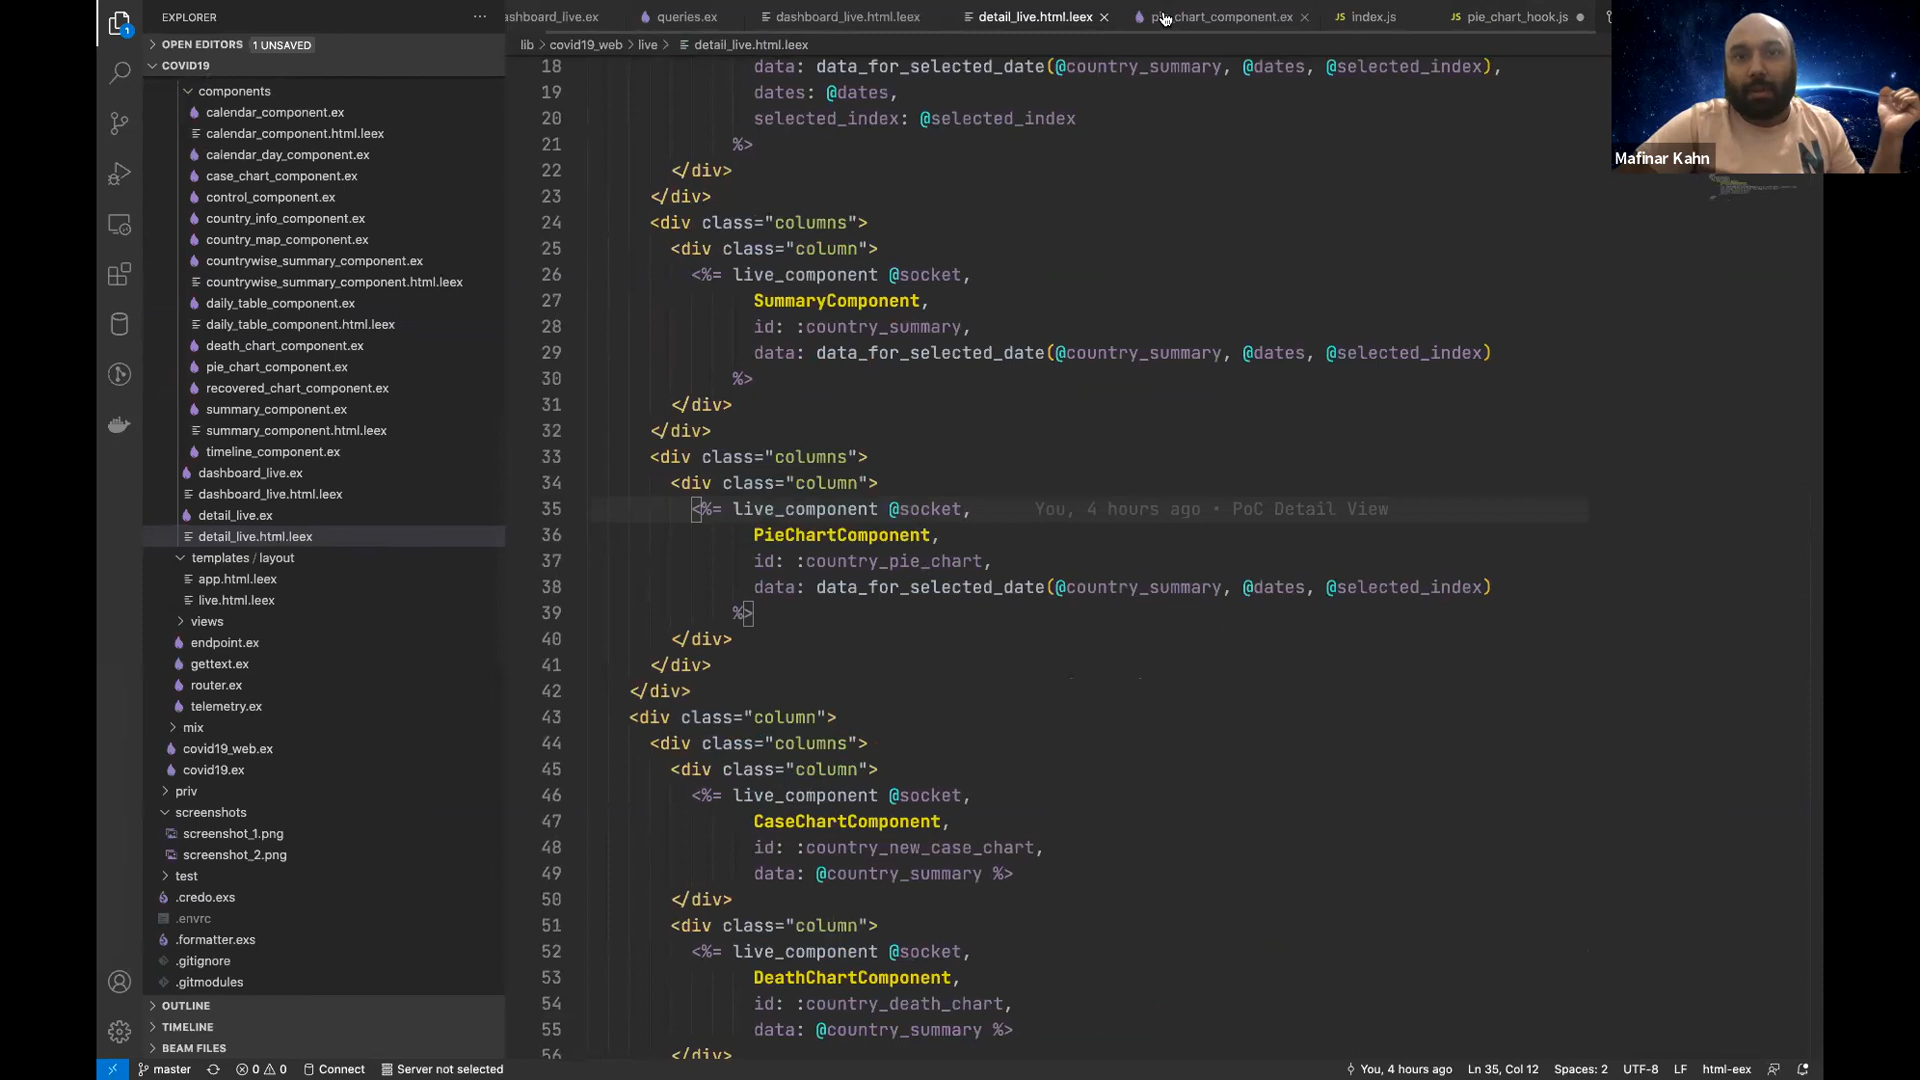 EXPLORER
OPEN EDITORS 1 UNSAVED
COVID19
components
calendar_component.ex
calendar_component.html.leex
calendar_day_component.ex
case_chart_component.ex
control_component.ex
country_info_component.ex
country_map_component.ex
countrywise_summary_component.ex
countrywise_summary_component.html.leex
daily_table_component.ex
daily_table_component.html.leex
death_chart_component.ex
pie_chart_component.ex
recovered_chart_component.ex
summary_component.ex
summary_component.html.leex
timeline_component.ex
dashboard_live.ex
dashboard_live.html.leex
detail_live.ex
detail_live.html.leex
templates / layout
app.html.leex
live.html.leex
views
endpoint.ex
gettext.ex
router.ex
telemetry.ex
mix
covid19_web.ex
covid19.ex
priv
screenshots
screenshot_1.png
screenshot_2.png
test
.credo.exs
.envrc
.formatter.exs
.gitignore
.gitmodules
OUTLINE
TIMELINE
BEAM FILES
ashboard_live.ex queries.ex dashboard_live.html.leex detail_live.html.leex chart_component.ex index.js pie_chart_hook.js
lib > covid19_web > live > detail_live.html.leex
18 data: data_for_selected_date(@country_summary, @dates, @selected_index),
19 dates: @dates,
20 selected_index: @selected_index
21 %>
22 </div>
23 </div>
24 <div class="columns">
25 <div class="column">
26 <%= live_component @socket,
27 SummaryComponent,
28 id: :country_summary,
29 data: data_for_selected_date(@country_summary, @dates, @selected_index)
30 %>
31 </div>
32 </div>
33 <div class="columns">
34 <div class="column">
35 <%= live_component @socket, You, 4 hours ago • PoC Detail View
36 PieChartComponent,
37 id: :country_pie_chart,
38 data: data_for_selected_date(@country_summary, @dates, @selected_index)
39 %>
40 </div>
41 </div>
42 </div>
43 <div class="column">
44 <div class="columns">
45 <div class="column">
46 <%= live_component @socket,
47 CaseChartComponent,
48 id: :country_new_case_chart,
49 data: @country_summary %>
50 </div>
51 <div class="column">
52 <%= live_component @socket,
53 DeathChartComponent,
54 id: :country_death_chart,
55 data: @country_summary %>
56 </div>
Mafinar Kahn
master 0 0 Connect Server not selected You, 4 hours ago Ln 35, Col 12 Spaces: 2 UTF-8 LF html-eex